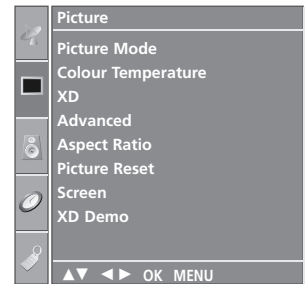 Picture
Picture Mode
Colour Temperature
XD
Advanced
Aspect Ratio
Picture Reset
Screen
XD Demo
▲▼ ◄► OK MENU